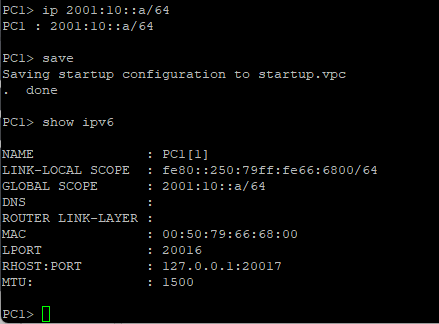 PC1> ip 2001:10::a/64
PC1 : 2001:10::a/64
PC1> save
Saving startup configuration to startup.vpc
.  done
PC1> show ipv6
NAME              : PC1[1]
LINK-LOCAL SCOPE  : fe80::250:79ff:fe66:6800/64
GLOBAL SCOPE      : 2001:10::a/64
DNS               :
ROUTER LINK-LAYER :
MAC               : 00:50:79:66:68:00
LPORT             : 20016
RHOST:PORT        : 127.0.0.1:20017
MTU:              : 1500
PC1>